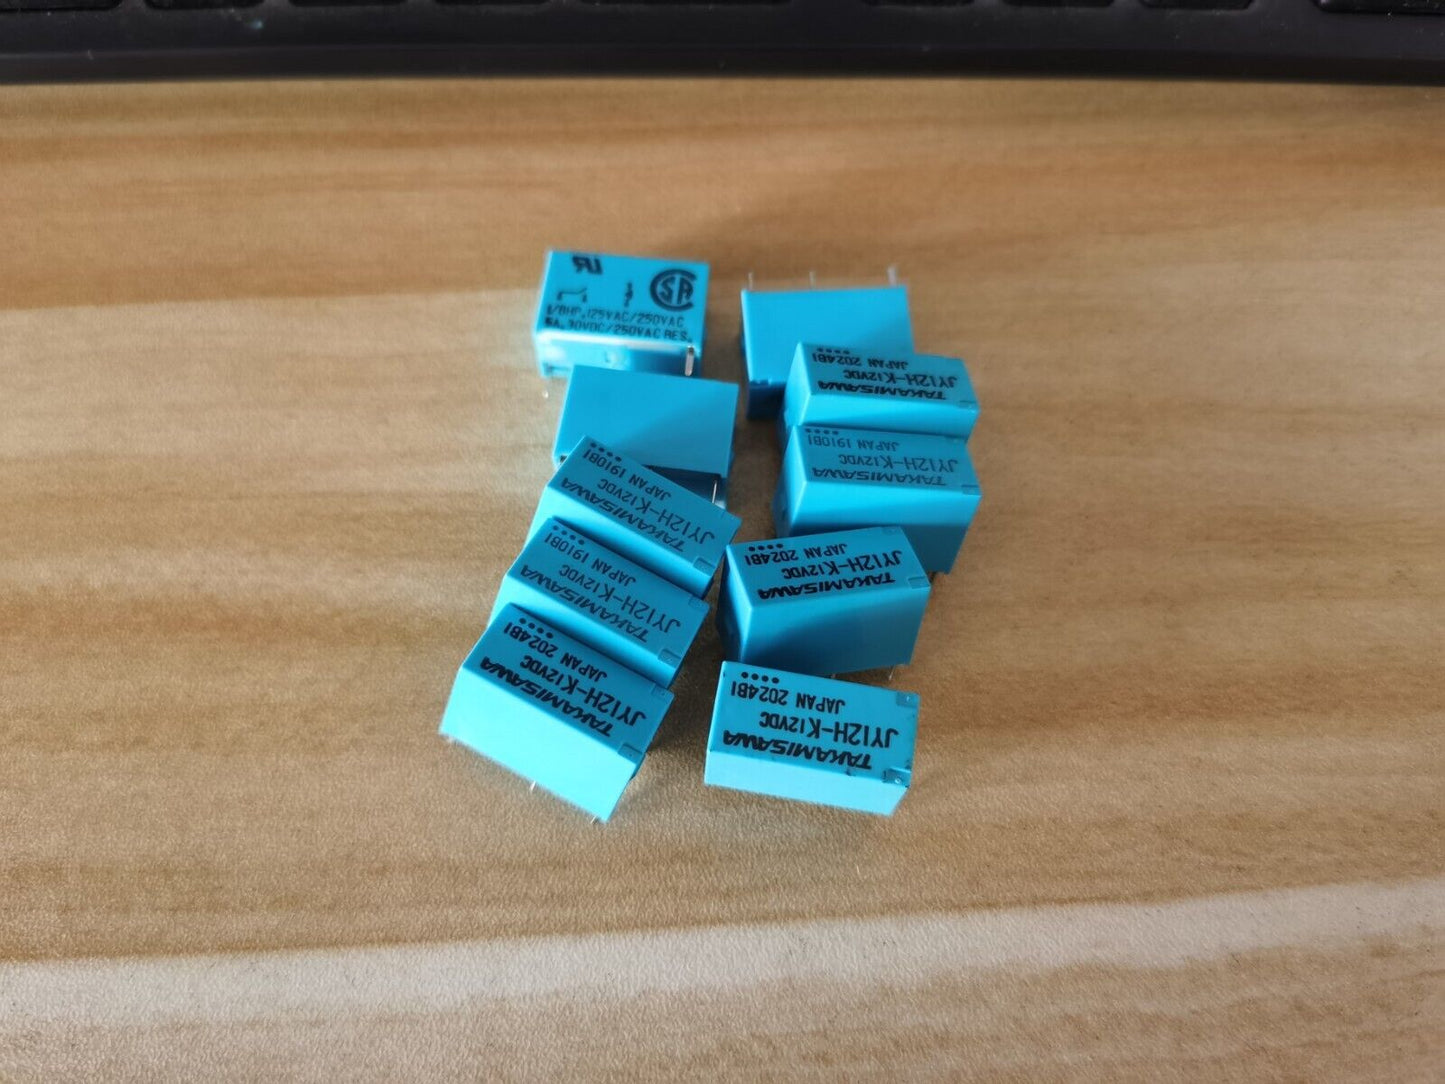 1/8HP, 125VAC/250VAC
5A, 30VDC/250VAC RES.
TAKAMISAWA
JY12H-K12VDC
JAPAN 2024B1
TAKAMISAWA
JY12H-K12VDC
JAPAN 1910B1
TAKAMISAWA
JY12H-K12VDC
JAPAN 1910B1
TAKAMISAWA
JY12H-K12VDC
JAPAN 2024B1
TAKAMISAWA
JY12H-K12VDC
JAPAN 1910B1
TAKAMISAWA
JY12H-K12VDC
JAPAN 2024B1
TAKAMISAWA
JY12H-K12VDC
JAPAN 2024B1